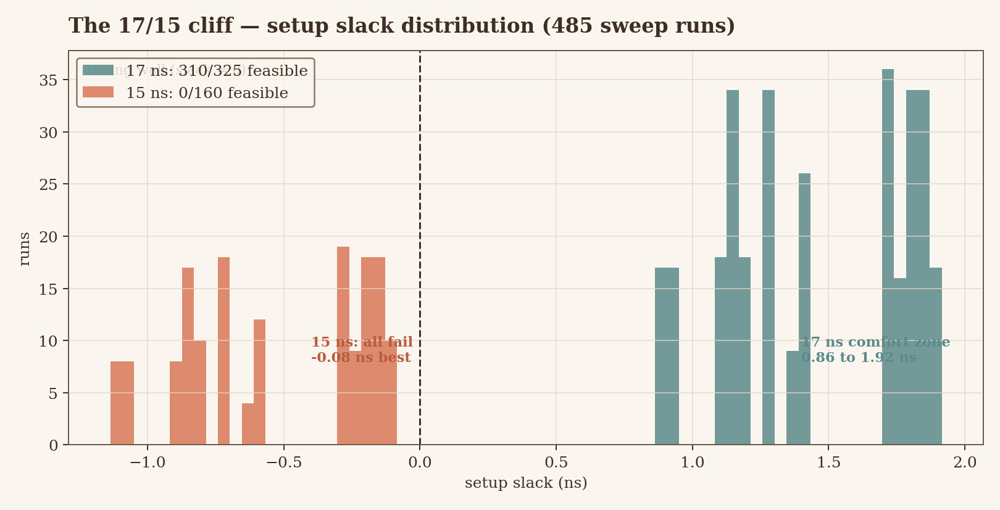 The 17/15 cliff — setup slack distribution (485 sweep runs)
17 ns: 310/325 feasible
15 ns: 0/160 feasible
35
30
25
20
15
10
5
0
runs
15 ns: all fail
-0.08 ns best
17 ns comfort zone
0.86 to 1.92 ns
−1.0
−0.5
0.0
0.5
1.0
1.5
2.0
setup slack (ns)